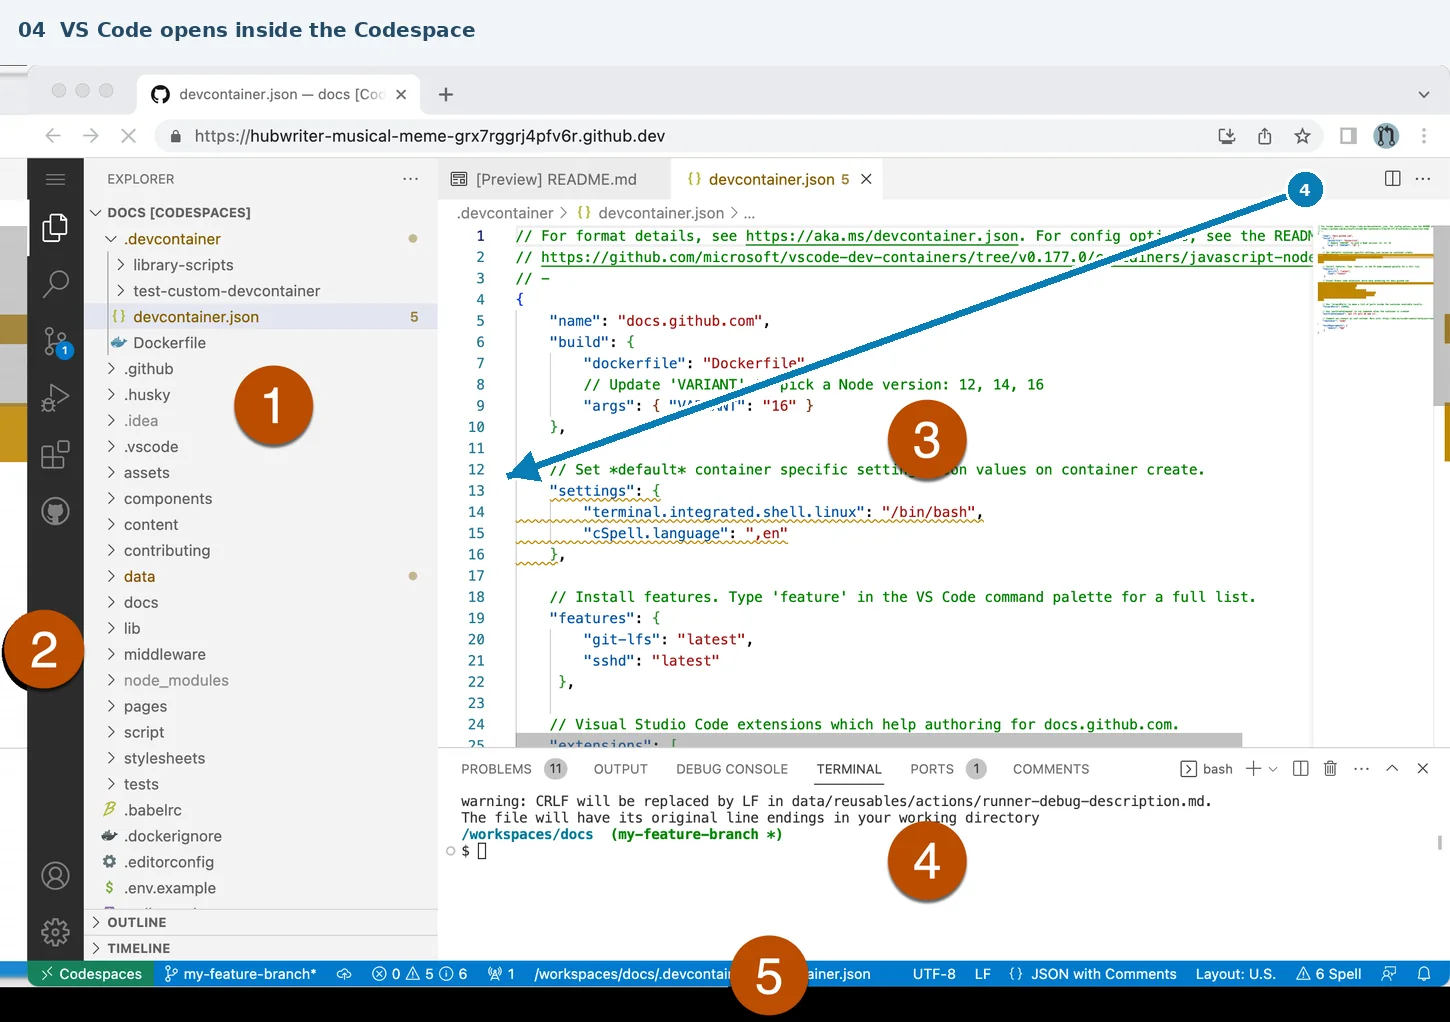 04 VS Code opens inside the Codespace
devcontainer.json — docs [Cod
https://hubwriter-musical-meme-grx7rggrj4pfv6r.github.dev
EXPLORER
DOCS [CODESPACES]
.devcontainer
library-scripts
test-custom-devcontainer
{} devcontainer.json 5
Dockerfile
.github
.husky
.idea
.vscode
assets
components
content
contributing
data
docs
lib
middleware
node_modules
pages
script
stylesheets
tests
.babelrc
.dockerignore
.editorconfig
$ .env.example
OUTLINE
TIMELINE
1
1
2
[Preview] README.md
{} devcontainer.json 5
4
.devcontainer > {} devcontainer.json > ...
1 // For format details, see https://aka.ms/devcontainer.json. For config options, see the READM
2 // https://github.com/microsoft/vscode-dev-containers/tree/v0.177.0/containers/javascript-node
3 // –
4 {
5 "name": "docs.github.com",
6 "build": {
7 "dockerfile": "Dockerfile"
8 // Update 'VARIANT' pick a Node version: 12, 14, 16
9 "args": { "VARIANT": "16" }
10 },
11
12 // Set *default* container specific values on container create.
13 "settings": {
14 "terminal.integrated.shell.linux": "/bin/bash",
15 "cSpell.language": ",en"
16 },
17
18 // Install features. Type 'feature' in the VS Code command palette for a full list.
19 "features": {
20 "git-lfs": "latest",
21 "sshd": "latest"
22 },
23
24 // Visual Studio Code extensions which help authoring for docs.github.com.
25 "extensions": [
3
PROBLEMS 11 OUTPUT DEBUG CONSOLE TERMINAL PORTS 1 COMMENTS bash
warning: CRLF will be replaced by LF in data/reusables/actions/runner-debug-description.md.
The file will have its original line endings in your working directory
/workspaces/docs (my-feature-branch *)
$
4
Codespaces my-feature-branch* 0 5 6 1 /workspaces/docs/.devcontai ainer.json UTF-8 LF {} JSON with Comments Layout: U.S. 6 Spell
5